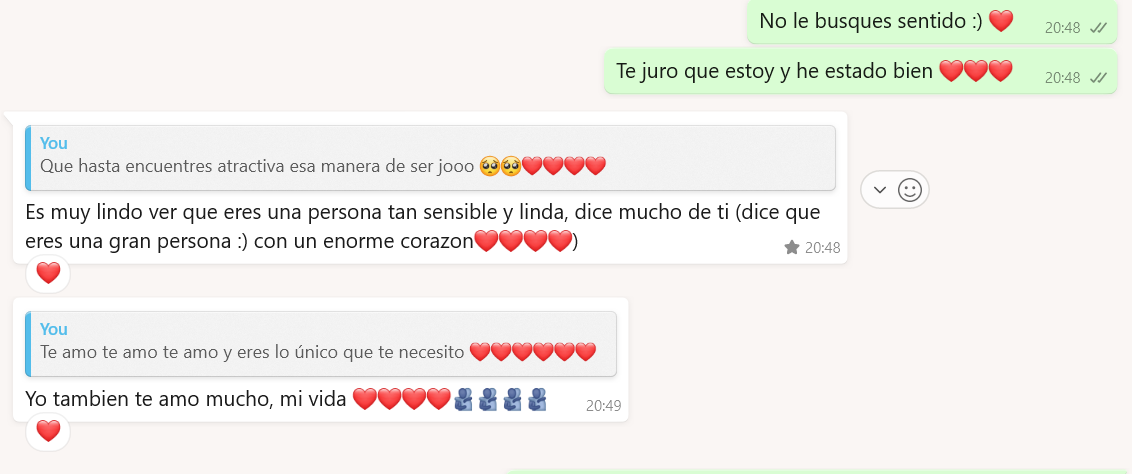 No le busques sentido :) ❤️ 20:48
Te juro que estoy y he estado bien ❤️❤️❤️ 20:48
You
Que hasta encuentres atractiva esa manera de ser jooo 🥺🥺❤️❤️❤️❤️
Es muy lindo ver que eres una persona tan sensible y linda, dice mucho de ti (dice que
eres una gran persona :) con un enorme corazon❤️❤️❤️❤️) 20:48
❤️
You
Te amo te amo te amo y eres lo único que te necesito ❤️❤️❤️❤️❤️❤️
Yo tambien te amo mucho, mi vida ❤️❤️❤️❤️🫂🫂🫂🫂 20:49
❤️